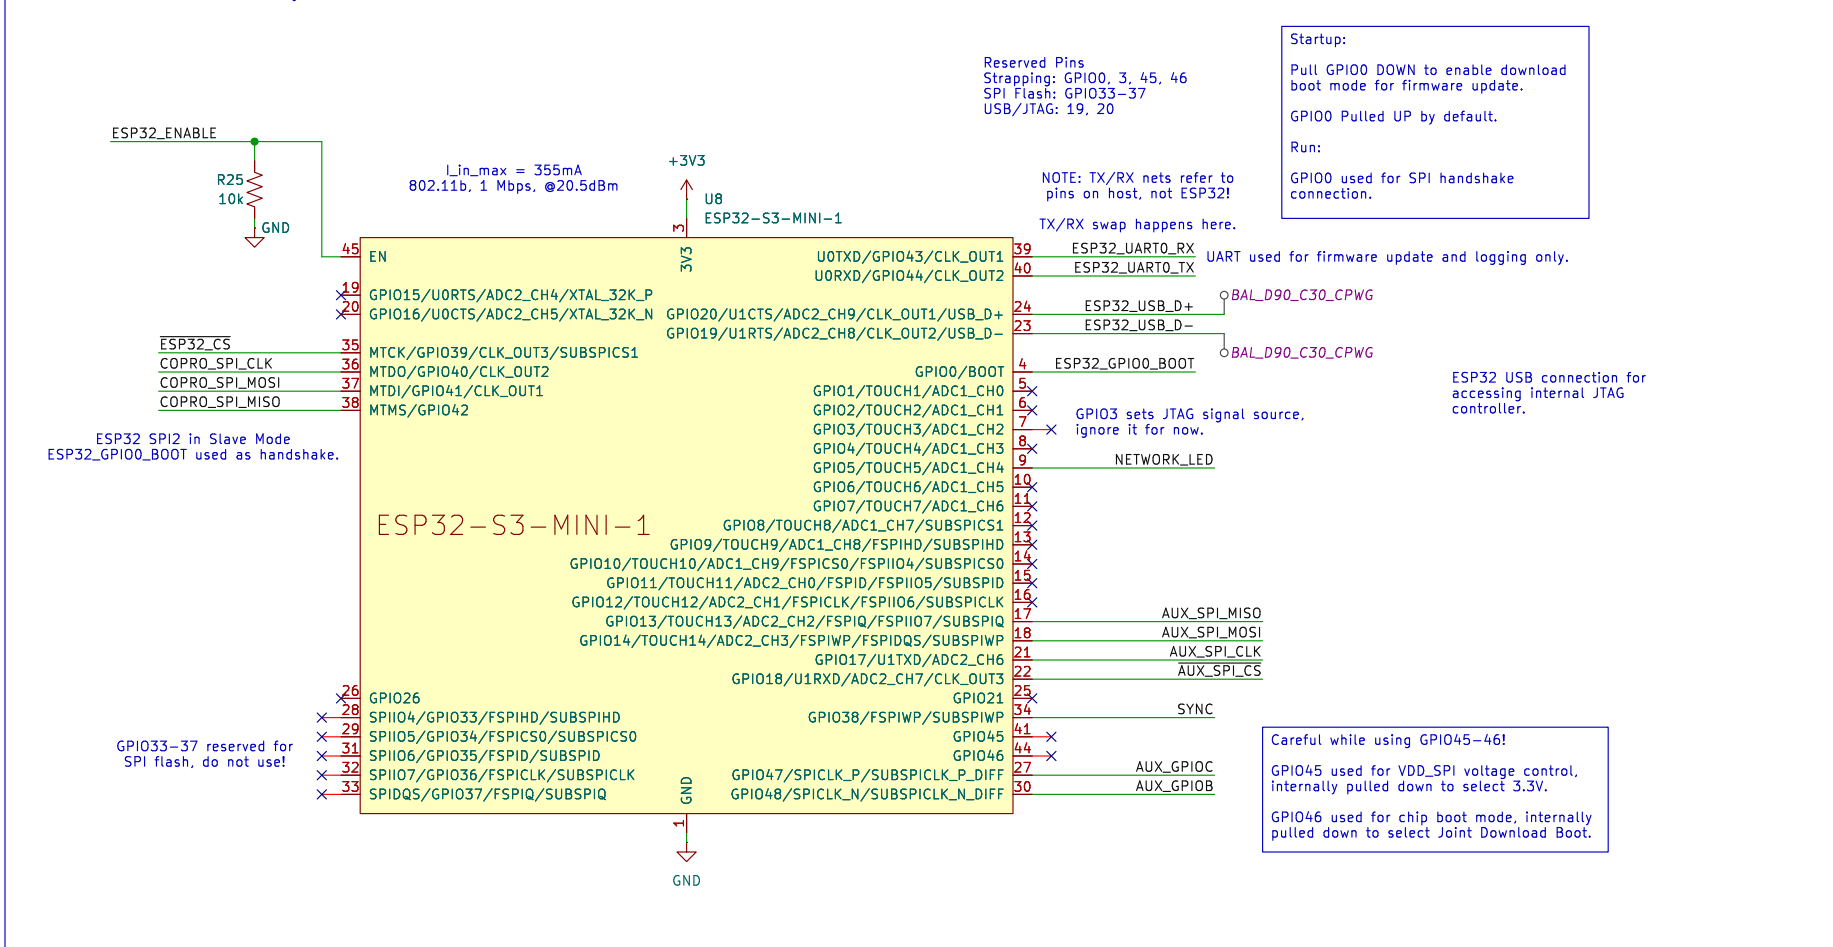 Reserved Pins
Strapping: GPIO0, 3, 45, 46
SPI Flash: GPIO33-37
USB/JTAG: 19, 20
Startup:
Pull GPIO0 DOWN to enable download
boot mode for firmware update.
GPIO0 Pulled UP by default.
Run:
GPIO0 used for SPI handshake
connection.
ESP32_ENABLE
R25
10k
GND
I_in_max = 355mA
802.11b, 1 Mbps, @20.5dBm
+3V3
U8
ESP32-S3-MINI-1
NOTE: TX/RX nets refer to
pins on host, not ESP32!
TX/RX swap happens here.
3
3V3
45
EN
19
GPIO15/U0RTS/ADC2_CH4/XTAL_32K_P
20
GPIO16/U0CTS/ADC2_CH5/XTAL_32K_N
ESP32_CS
35
MTCK/GPIO39/CLK_OUT3/SUBSPICS1
COPRO_SPI_CLK
36
MTDO/GPIO40/CLK_OUT2
COPRO_SPI_MOSI
37
MTDI/GPIO41/CLK_OUT1
COPRO_SPI_MISO
38
MTMS/GPIO42
ESP32 SPI2 in Slave Mode
ESP32_GPIO0_BOOT used as handshake.
ESP32-S3-MINI-1
26
GPIO26
28
SPIIO4/GPIO33/FSPIHD/SUBSPIHD
29
SPIIO5/GPIO34/FSPICS0/SUBSPICS0
31
SPIIO6/GPIO35/FSPID/SUBSPID
32
SPIIO7/GPIO36/FSPICLK/SUBSPICLK
33
SPIDQS/GPIO37/FSPIQ/SUBSPIQ
GPIO33-37 reserved for
SPI flash, do not use!
U0TXD/GPIO43/CLK_OUT1
39
ESP32_UART0_RX
UART used for firmware update and logging only.
U0RXD/GPIO44/CLK_OUT2
40
ESP32_UART0_TX
GPIO20/U1CTS/ADC2_CH9/CLK_OUT1/USB_D+
24
ESP32_USB_D+
BAL_D90_C30_CPWG
GPIO19/U1RTS/ADC2_CH8/CLK_OUT2/USB_D-
23
ESP32_USB_D-
BAL_D90_C30_CPWG
GPIO0/BOOT
4
ESP32_GPIO0_BOOT
ESP32 USB connection for
accessing internal JTAG
controller.
GPIO1/TOUCH1/ADC1_CH0
5
GPIO2/TOUCH2/ADC1_CH1
6
GPIO3/TOUCH3/ADC1_CH2
7
GPIO3 sets JTAG signal source,
ignore it for now.
GPIO4/TOUCH4/ADC1_CH3
8
GPIO5/TOUCH5/ADC1_CH4
9
NETWORK_LED
GPIO6/TOUCH6/ADC1_CH5
10
GPIO7/TOUCH7/ADC1_CH6
11
GPIO8/TOUCH8/ADC1_CH7/SUBSPICS1
12
GPIO9/TOUCH9/ADC1_CH8/FSPIHD/SUBSPIHD
13
GPIO10/TOUCH10/ADC1_CH9/FSPICS0/FSPIIO4/SUBSPICS0
14
GPIO11/TOUCH11/ADC2_CH0/FSPID/FSPIIO5/SUBSPID
15
GPIO12/TOUCH12/ADC2_CH1/FSPICLK/FSPIIO6/SUBSPICLK
16
GPIO13/TOUCH13/ADC2_CH2/FSPIQ/FSPIIO7/SUBSPIQ
17
AUX_SPI_MISO
GPIO14/TOUCH14/ADC2_CH3/FSPIWP/FSPIDQS/SUBSPIWP
18
AUX_SPI_MOSI
GPIO17/U1TXD/ADC2_CH6
21
AUX_SPI_CLK
GPIO18/U1RXD/ADC2_CH7/CLK_OUT3
22
AUX_SPI_CS
GPIO21
25
GPIO38/FSPIWP/SUBSPIWP
34
SYNC
GPIO45
41
GPIO46
44
GPIO47/SPICLK_P/SUBSPICLK_P_DIFF
27
AUX_GPIOC
GPIO48/SPICLK_N/SUBSPICLK_N_DIFF
30
AUX_GPIOB
Careful while using GPIO45-46!
GPIO45 used for VDD_SPI voltage control,
internally pulled down to select 3.3V.
GPIO46 used for chip boot mode, internally
pulled down to select Joint Download Boot.
GND
1
GND